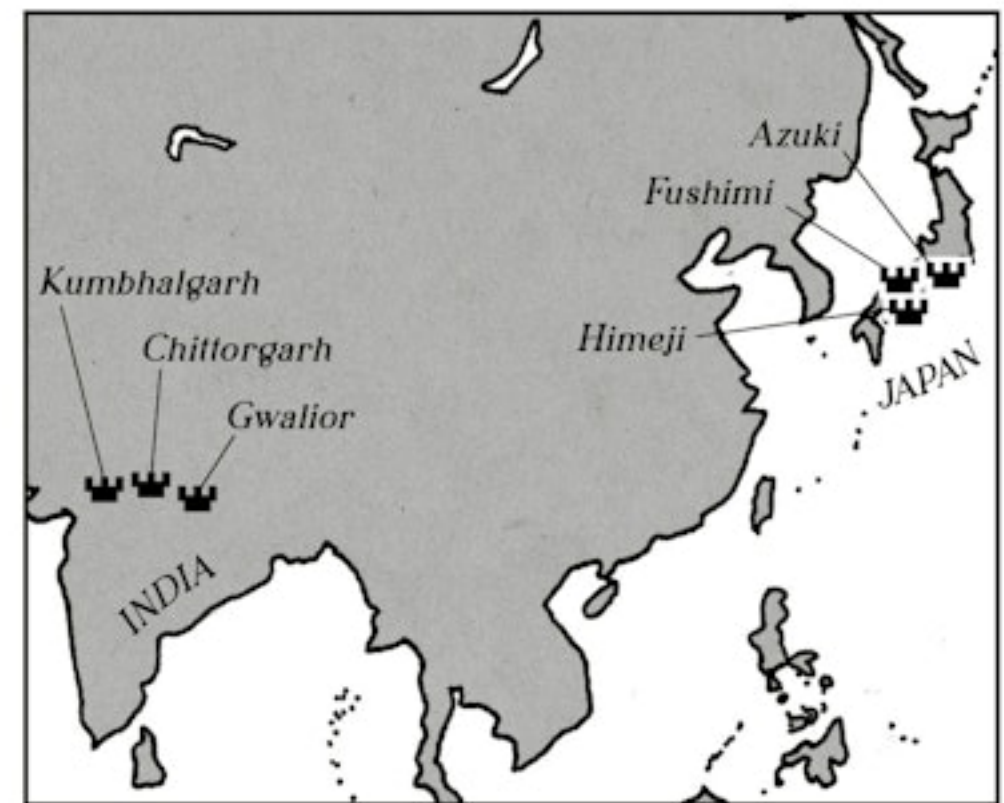 Azuki
Fushimi
Kumbhalgarh
Himeji
Chittorgarh
JAPAN
Gwalior
INDIA